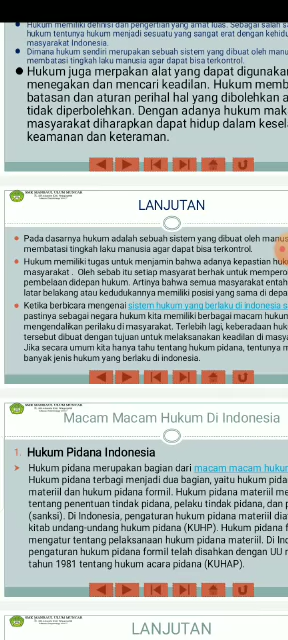 Hukum memiliki definisi dan pengertian yang amat luas. Sebagai salah s
hukum tentunya hukum menjadi sesuatu yang sangat erat dengan kehidu
masyarakat Indonesia.
Dimana hukum sendiri merupakan sebuah sistem yang dibuat oleh manu
membatasi tingkah laku manusia agar dapat bisa terkontrol.
Hukum juga merpakan alat yang dapat digunakar
menegakan dan mencari keadilan. Hukum memb
batasan dan aturan perihal hal yang dibolehkan a
tidak diperbolehkan. Dengan adanya hukum mak
masyarakat diharapkan dapat hidup dalam kesela
keamanan dan keteraman.
LANJUTAN
Pada dasarnya hukum adalah sebuah sistem yang dibuat oleh manus
membatasi tingkah laku manusia agar dapat bisa terkontrol.
Hukum memiliki tugas untuk menjamin bahwa adanya kepastian huk
masyarakat . Oleh sebab itu setiap masyarat berhak untuk mempero
pembelaan didepan hukum. Artinya bahwa semua masyarakat entah
latar belakang atau kedudukannya memiliki posisi yang sama di depa
Ketika berbicara mengenai sistem hukum yang berlaku di indonesia s
pastinya sebagai negara hukum kita memiliki berbagai macam hukum
mengendalikan perilaku di masyarakat. Terlebih lagi, keberadaan huk
tersebut dibuat dengan tujuan untuk melaksanakan keadilan di masya
Jika secara umum kita hanya tahu tentang hukum pidana, tentunya m
banyak jenis hukum yang berlaku di indonesia.
Macam Macam Hukum Di Indonesia
1. Hukum Pidana Indonesia
Hukum pidana merupakan bagian dari macam-macam hukur
Hukum pidana terbagi menjadi dua bagian, yaitu hukum pida
materiil dan hukum pidana formil. Hukum pidana materiil me
tentang penentuan tindak pidana, pelaku tindak pidana, dan p
(sanksi). Di Indonesia, pengaturan hukum pidana materiil diat
kitab undang-undang hukum pidana (KUHP). Hukum pidana f
mengatur tentang pelaksanaan hukum pidana materiil. Di Inc
pengaturan hukum pidana formil telah disahkan dengan UU n
tahun 1981 tentang hukum acara pidana (KUHAP).
LANJUTAN